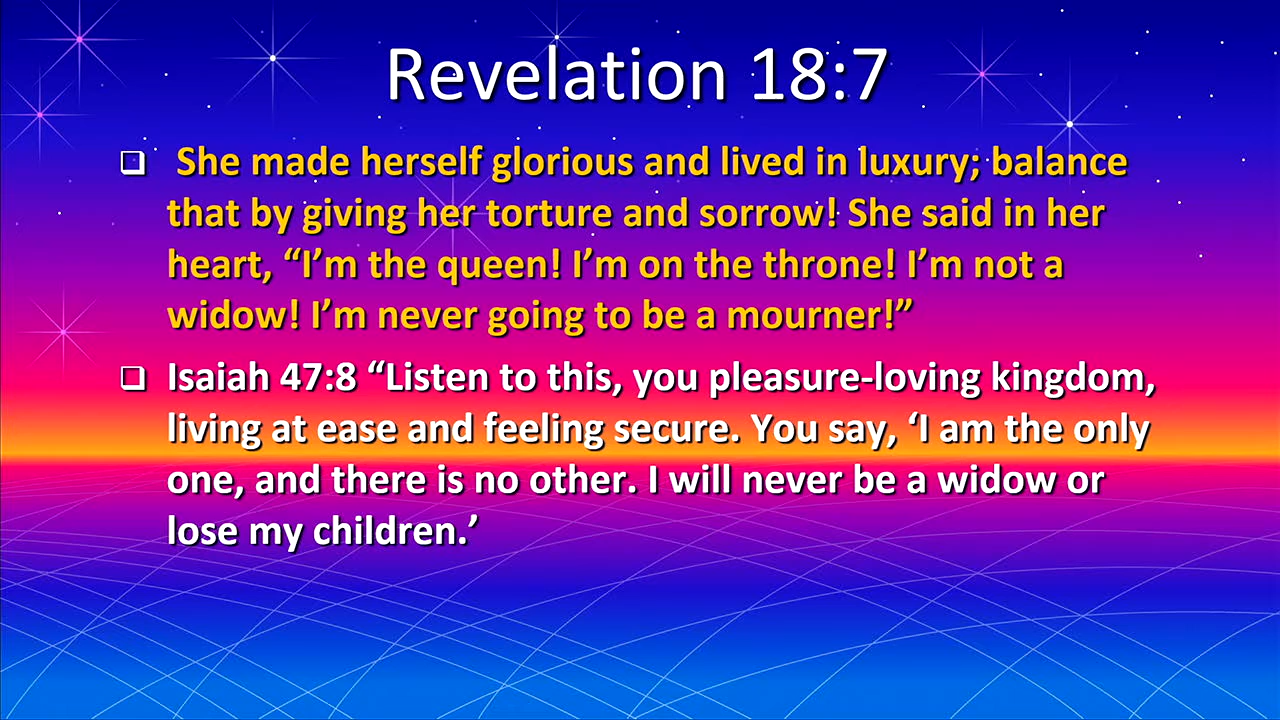 Revelation 18:7
She made herself glorious and lived in luxury; balance
that by giving her torture and sorrow! She said in her
heart, “I’m the queen! I’m on the throne! I’m not a
widow! I’m never going to be a mourner!”
Isaiah 47:8 “Listen to this, you pleasure-loving kingdom,
living at ease and feeling secure. You say, ‘I am the only
one, and there is no other. I will never be a widow or
lose my children.’